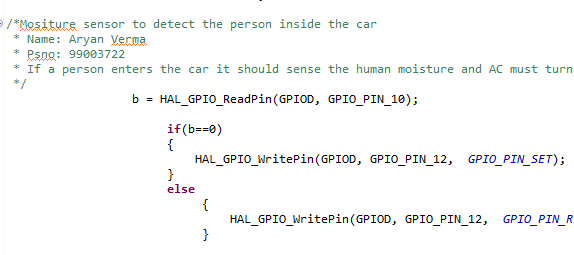 /*Mositure sensor to detect the person inside the car
* Name: Aryan Verma
* Psno: 99003722
* If a person enters the car it should sense the human moisture and AC must turn
*/
b = HAL_GPIO_ReadPin(GPIOD, GPIO_PIN_10);
if(b==0)
{
HAL_GPIO_WritePin(GPIOD, GPIO_PIN_12, GPIO_PIN_SET);
}
else
{
HAL_GPIO_WritePin(GPIOD, GPIO_PIN_12, GPIO_PIN_R
}